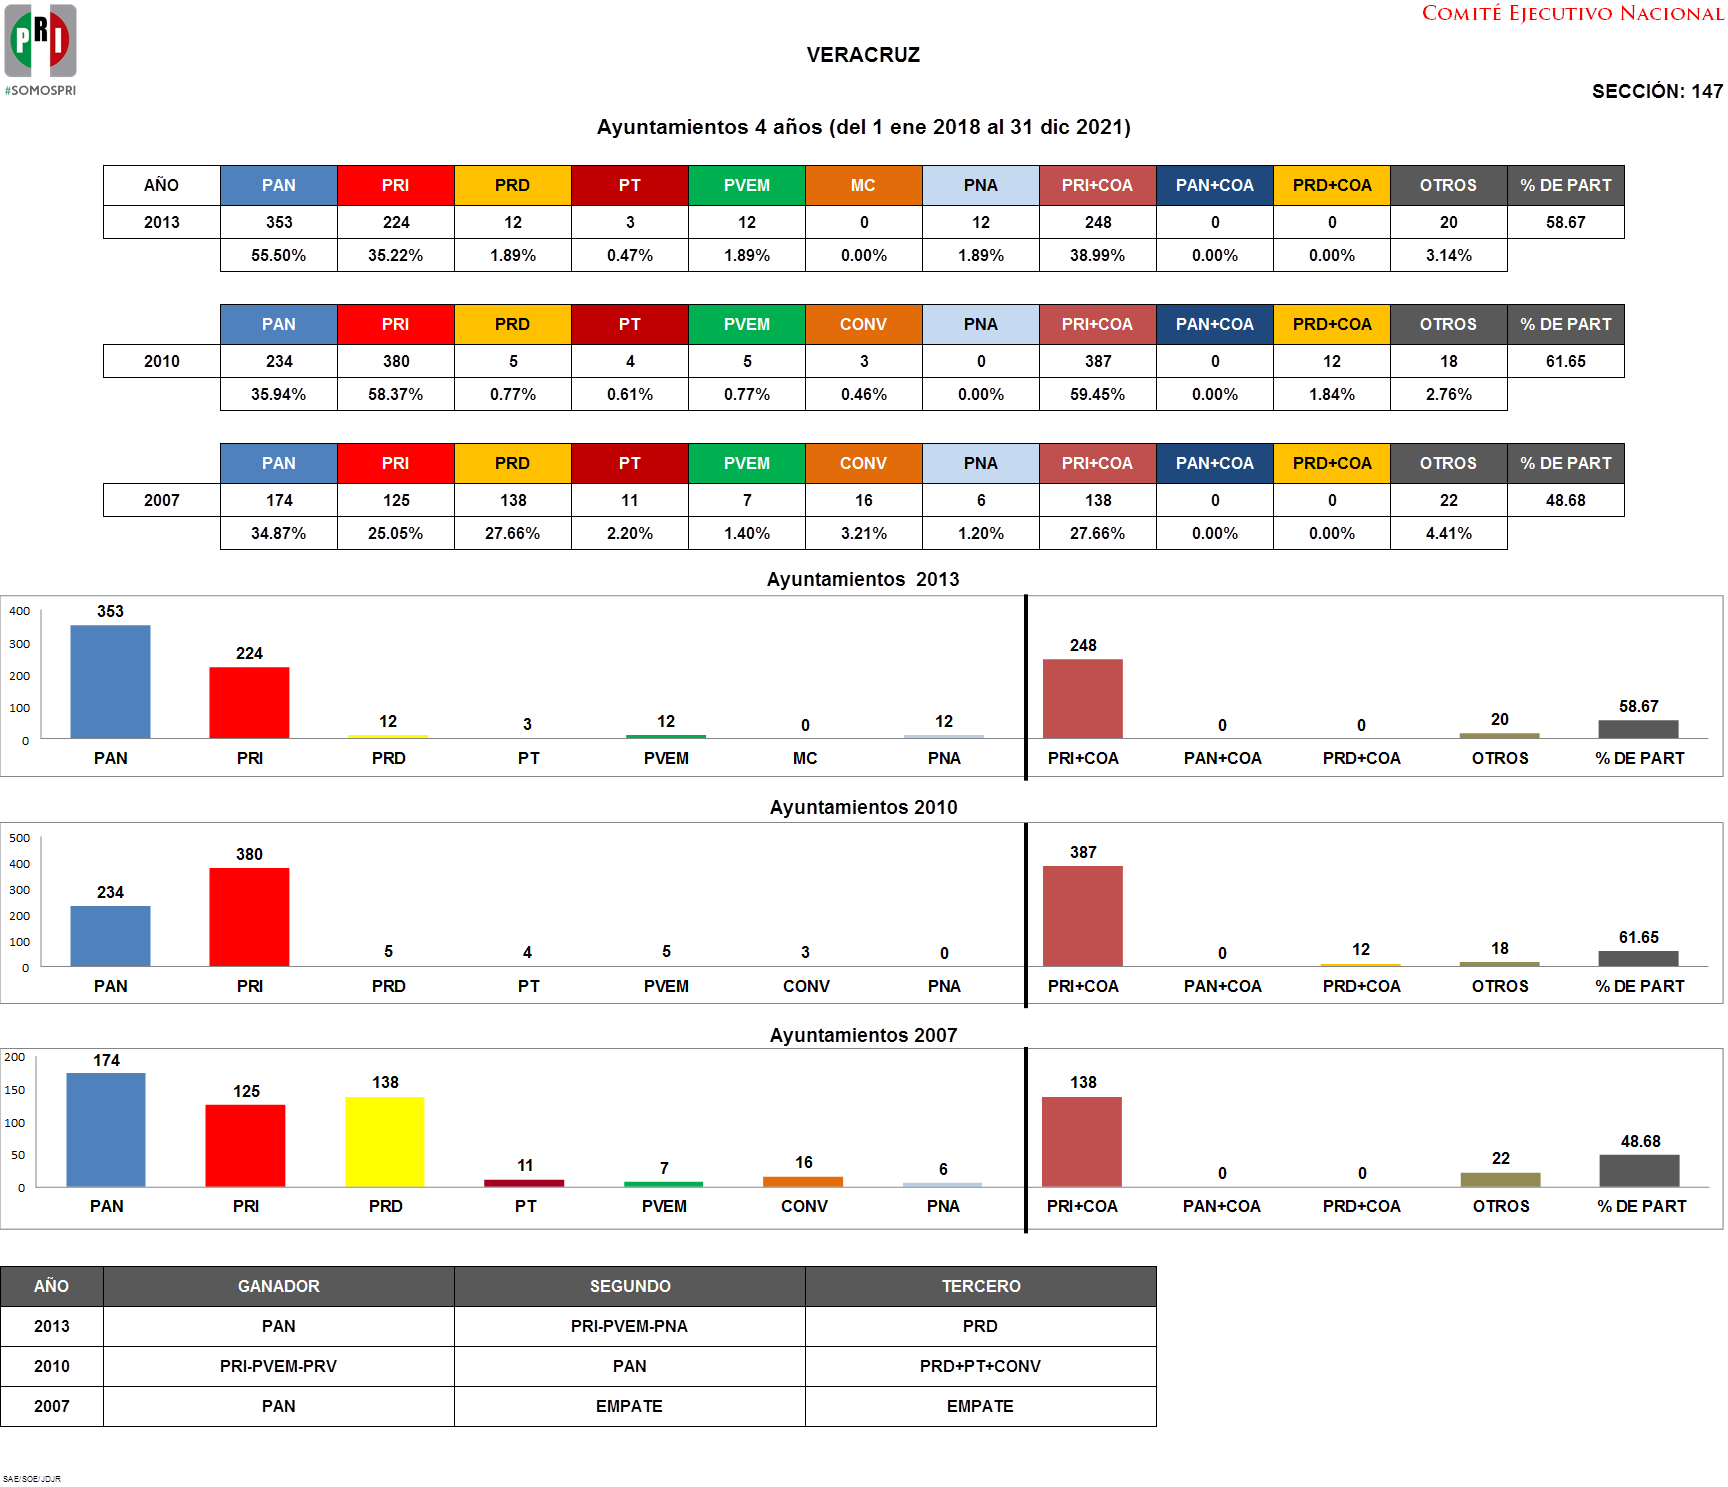 COMITÉ EJECUTIVO NACIONAL
PRI
#SOMOSPRI
VERACRUZ
SECCIÓN: 147
Ayuntamientos 4 años (del 1 ene 2018 al 31 dic 2021)
AÑO PAN PRI PRD PT PVEM MC PNA PRI+COA PAN+COA PRD+COA OTROS % DE PART
2013 353 224 12 3 12 0 12 248 0 0 20 58.67
55.50% 35.22% 1.89% 0.47% 1.89% 0.00% 1.89% 38.99% 0.00% 0.00% 3.14%
PAN PRI PRD PT PVEM CONV PNA PRI+COA PAN+COA PRD+COA OTROS % DE PART
2010 234 380 5 4 5 3 0 387 0 12 18 61.65
35.94% 58.37% 0.77% 0.61% 0.77% 0.46% 0.00% 59.45% 0.00% 1.84% 2.76%
PAN PRI PRD PT PVEM CONV PNA PRI+COA PAN+COA PRD+COA OTROS % DE PART
2007 174 125 138 11 7 16 6 138 0 0 22 48.68
34.87% 25.05% 27.66% 2.20% 1.40% 3.21% 1.20% 27.66% 0.00% 0.00% 4.41%
Ayuntamientos 2013
400
300
200
100
0
353 224 12 3 12 0 12 248 0 0 20 58.67
PAN PRI PRD PT PVEM MC PNA PRI+COA PAN+COA PRD+COA OTROS % DE PART
Ayuntamientos 2010
500
400
300
200
100
0
234 380 5 4 5 3 0 387 0 12 18 61.65
PAN PRI PRD PT PVEM CONV PNA PRI+COA PAN+COA PRD+COA OTROS % DE PART
Ayuntamientos 2007
200
150
100
50
0
174 125 138 11 7 16 6 138 0 0 22 48.68
PAN PRI PRD PT PVEM CONV PNA PRI+COA PAN+COA PRD+COA OTROS % DE PART
AÑO GANADOR SEGUNDO TERCERO
2013 PAN PRI-PVEM-PNA PRD
2010 PRI-PVEM-PRV PAN PRD+PT+CONV
2007 PAN EMPATE EMPATE
SAE/SOE/JDJR